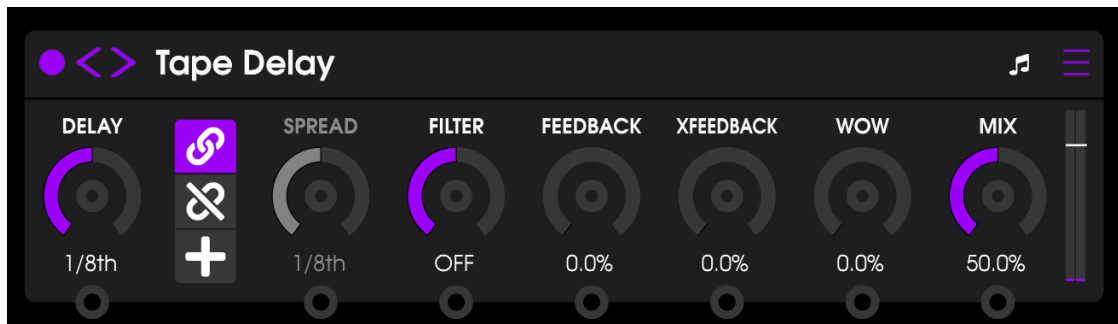 Tape Delay
DELAY SPREAD FILTER FEEDBACK XFEEDBACK WOW MIX
1/8th 1/8th OFF 0.0% 0.0% 0.0% 50.0%